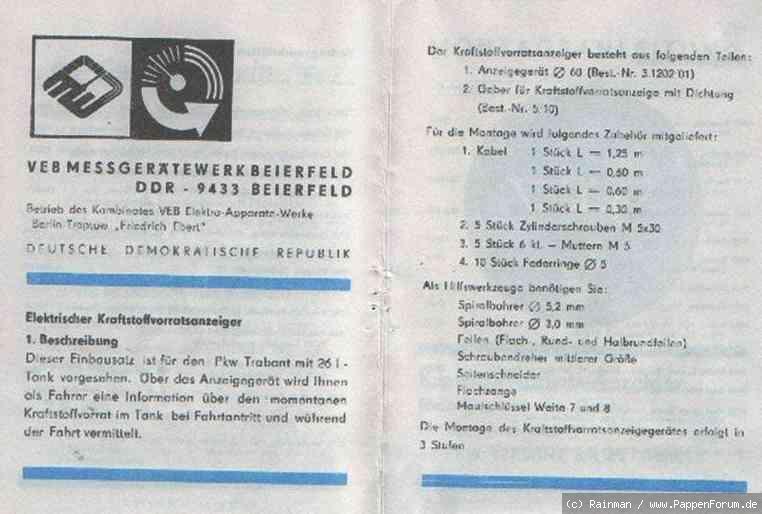 VEB MESSGERÄTEWERK BEIERFELD
DDR - 9433 BEIERFELD
Betrieb des Kombinates VEB Elektro-Apparate-Werke
Berlin-Treptow „Friedrich Ebert"
DEUTSCHE DEMOKRATISCHE REPUBLIK
Elektrischer Kraftstoffvorratsanzeiger
1. Beschreibung
Dieser Einbausatz ist für den Pkw Trabant mit 26 l -
Tank vorgesehen. Über das Anzeigegerät wird Ihnen
als Fahrer eine Information über den momentanen
Kraftstoffvorrat im Tank bei Fahrtantritt und während
der Fahrt vermittelt.
Der Kraftstoffvorratsanzeiger besteht aus folgenden Teilen:
1. Anzeigegerät ∅ 60 (Best.-Nr. 3.1202 01)
2. Geber für Kraftstoffvorratsanzeige mit Dichtung
(Best.-Nr. 5.10)
Für die Montage wird folgendes Zubehör mitgeliefert:
1. Kabel 1 Stück L — 1,25 m
1 Stück L — 0,60 m
1 Stück L — 0,60 m
1 Stück L — 0,30 m
2. 5 Stück Zylinderschrauben M 5x30
3. 5 Stück 6 kt. — Muttern M 5
4. 10 Stück Federringe ∅ 5
Als Hilfswerkzeuge benötigen Sie:
Spiralbohrer ∅ 5,2 mm
Spiralbohrer ∅ 3,0 mm
Feilen (Flach-, Rund- und Halbrundfeilen)
Schraubendreher mittlerer Größe
Seitenschneider
Flachzange
Maulschlüssel Weite 7 und 8
Die Montage des Kraftstoffvorratsanzeigegerätes erfolgt in
3 Stufen
(c) Rainman / www.PappenForum.de